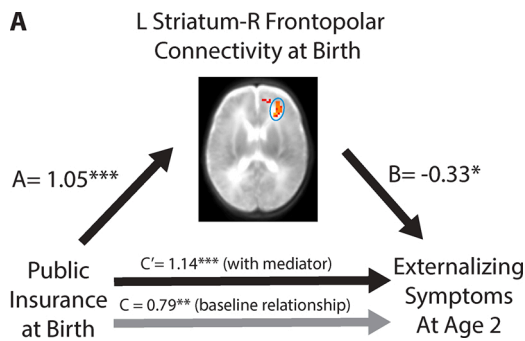 A
L Striatum-R Frontopolar
Connectivity at Birth
A= 1.05***
B= -0.33*
C'= 1.14*** (with mediator)
C = 0.79** (baseline relationship)
Public
Insurance
at Birth
Externalizing
Symptoms
At Age 2